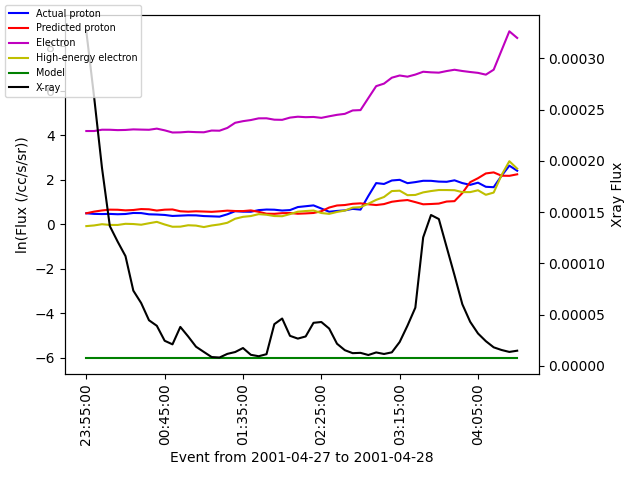 Actual proton
Predicted proton
Electron
High-energy electron
Model
X-ray
8
6
4
2
0
−2
−4
−6
ln(Flux (/cc/s/sr))
0.00030
0.00025
0.00020
0.00015
0.00010
0.00005
0.00000
Xray Flux
23:55:00
00:45:00
01:35:00
02:25:00
03:15:00
04:05:00
Event from 2001-04-27 to 2001-04-28